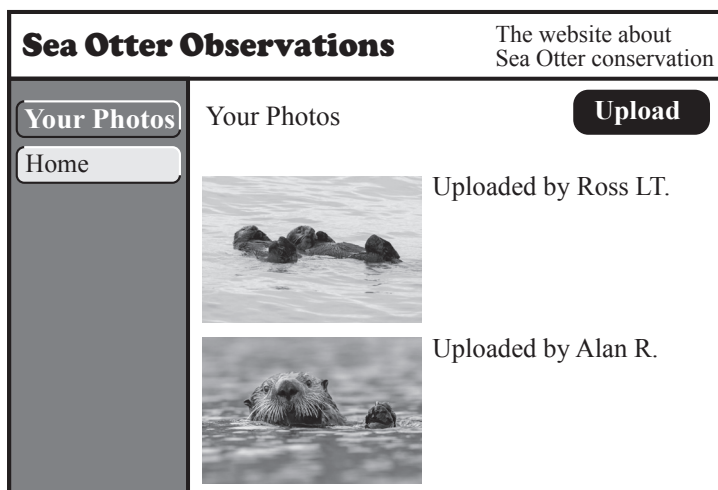 Sea Otter Observations
The website about
Sea Otter conservation
Your Photos
Home
Your Photos
Upload
Uploaded by Ross LT.
Uploaded by Alan R.